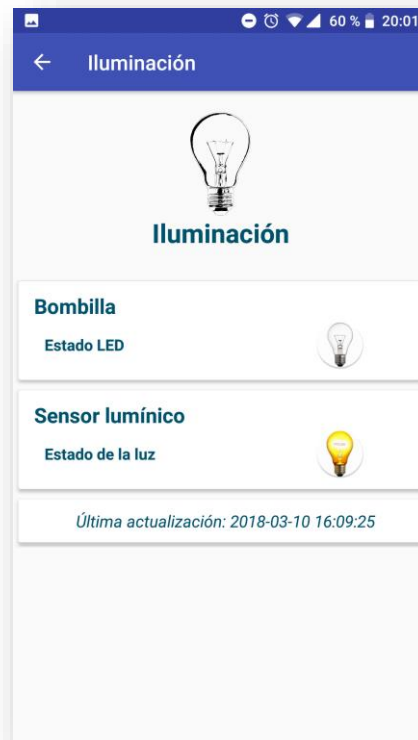 60 % 20:01
Iluminación
Iluminación
Bombilla
Estado LED
Sensor lumínico
Estado de la luz
Última actualización: 2018-03-10 16:09:25